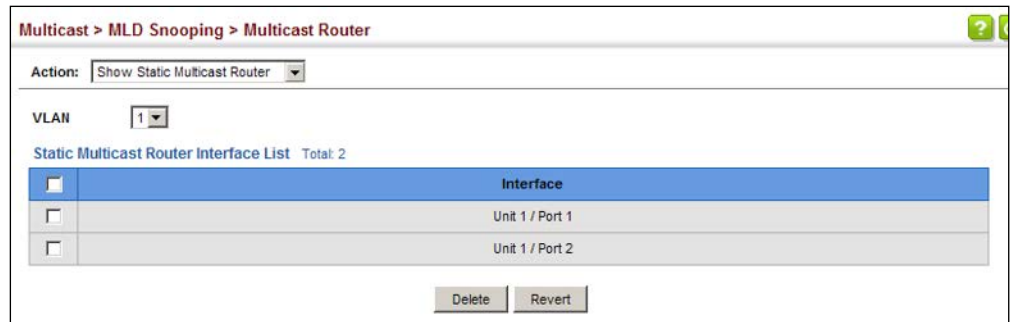 Multicast > MLD Snooping > Multicast Router
?
Action: Show Static Multicast Router
VLAN 1
Static Multicast Router Interface List Total: 2
Interface
Unit 1 / Port 1
Unit 1 / Port 2
Delete Revert